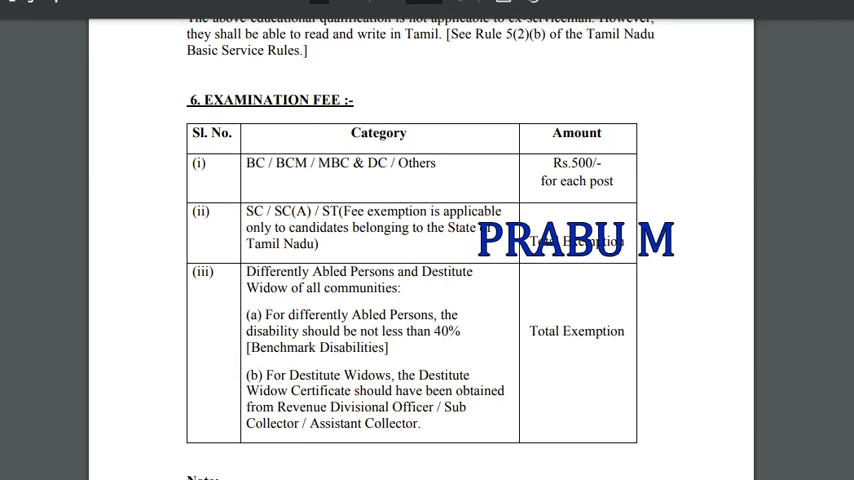 The above educational qualification is not applicable to ex-serviceman. However,
they shall be able to read and write in Tamil. [See Rule 5(2)(b) of the Tamil Nadu
Basic Service Rules.]
6. EXAMINATION FEE :-
Sl. No. Category Amount
(i) BC / BCM / MBC & DC / Others Rs.500/-
for each post
(ii) SC / SC(A) / ST(Fee exemption is applicable
only to candidates belonging to the State of
Tamil Nadu) Total Exemption
PRABU M
(iii) Differently Abled Persons and Destitute
Widow of all communities:
(a) For differently Abled Persons, the
disability should be not less than 40% Total Exemption
[Benchmark Disabilities]
(b) For Destitute Widows, the Destitute
Widow Certificate should have been obtained
from Revenue Divisional Officer / Sub
Collector / Assistant Collector.